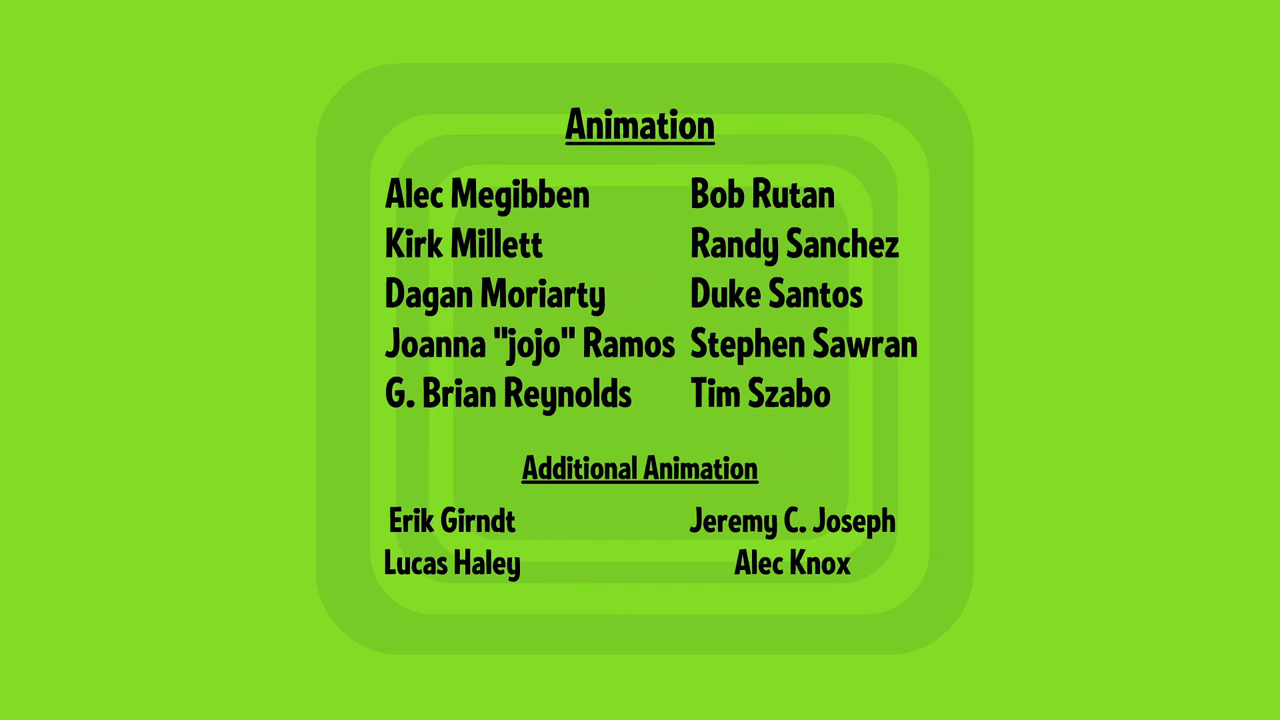 Animation
Alec Megibben Bob Rutan
Kirk Millett Randy Sanchez
Dagan Moriarty Duke Santos
Joanna "jojo" Ramos Stephen Sawran
G. Brian Reynolds Tim Szabo
Additional Animation
Erik Girndt Jeremy C. Joseph
Lucas Haley Alec Knox